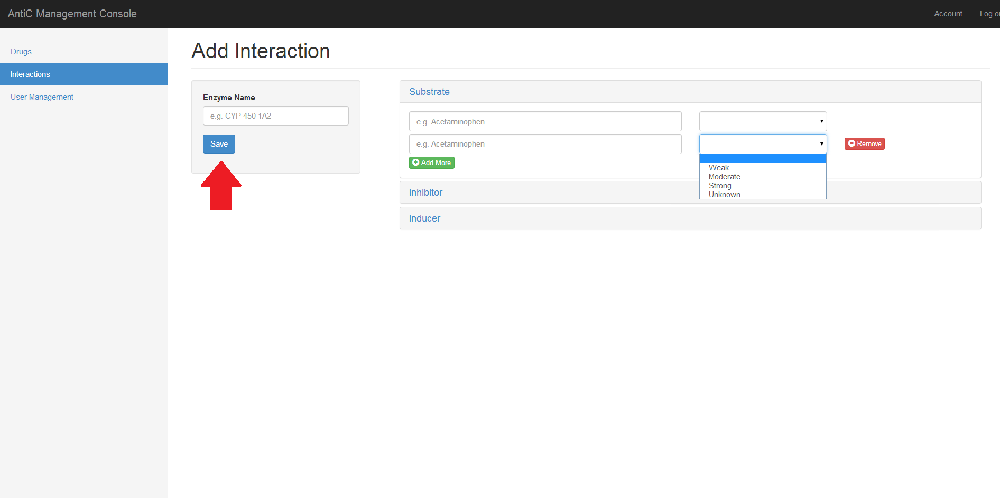 AntiC Management Console
Account
Log
Drugs
Interactions
User Management
Add Interaction
Enzyme Name
e.g. CYP 450 1A2
Save
Substrate
e.g. Acetaminophen
e.g. Acetaminophen
Remove
Add More
Weak
Moderate
Strong
Unknown
Inhibitor
Inducer